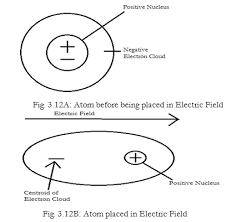 Positive Nucleus
+
−
Negative
Electron Cloud
Fig. 3.12A: Atom before being placed in Electric Field
Electric Field
−
+
Centroid of
Electron Cloud
Positive Nucleus
Fig 3.12B: Atom placed in Electric Field